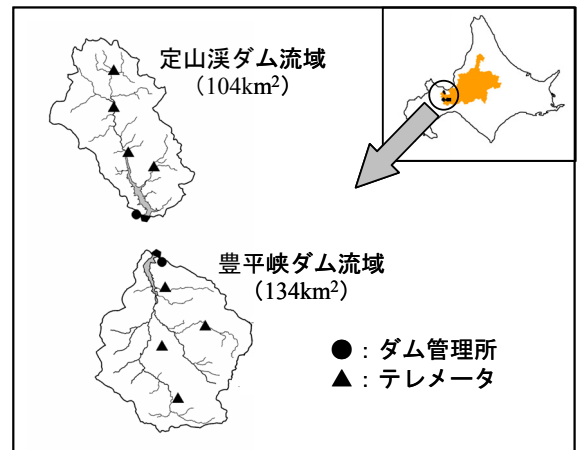 定山渓ダム流域
（104km²）
豊平峡ダム流域
（134km²）
●：ダム管理所
▲：テレメータ